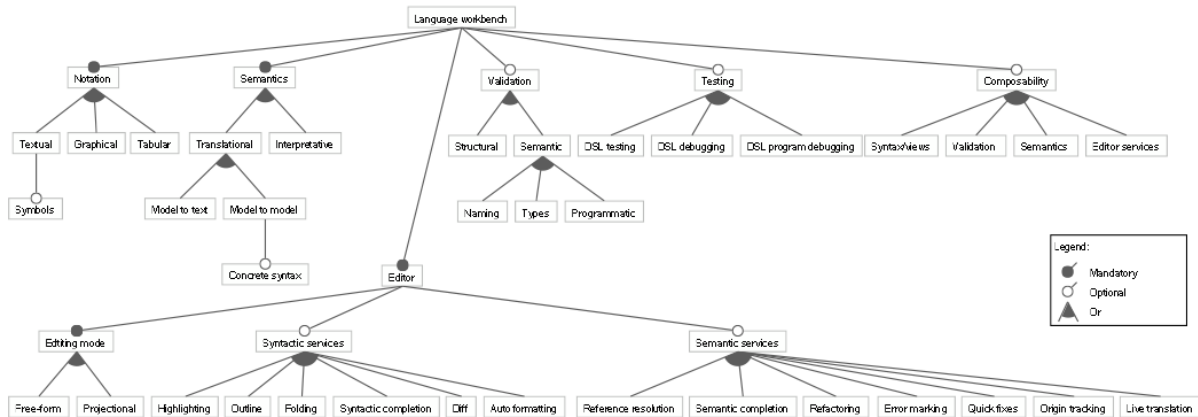 Language workbench
Notation
Semantics
Validation
Testing
Composability
Textual
Graphical
Tabular
Translational
Interpretative
Structural
Semantic
DSL testing
DSL debugging
DSL program debugging
Syntax/views
Validation
Semantics
Editor services
Symbols
Model to text
Model to model
Naming
Types
Programmatic
Concrete syntax
Editor
Legend:
Mandatory
Optional
Or
Edtiting mode
Syntactic services
Semantic services
Free-form
Projectional
Highlighting
Outline
Folding
Syntactic completion
Diff
Auto formatting
Reference resolution
Semantic completion
Refactoring
Error marking
Quick fixes
Origin tracking
Live translation